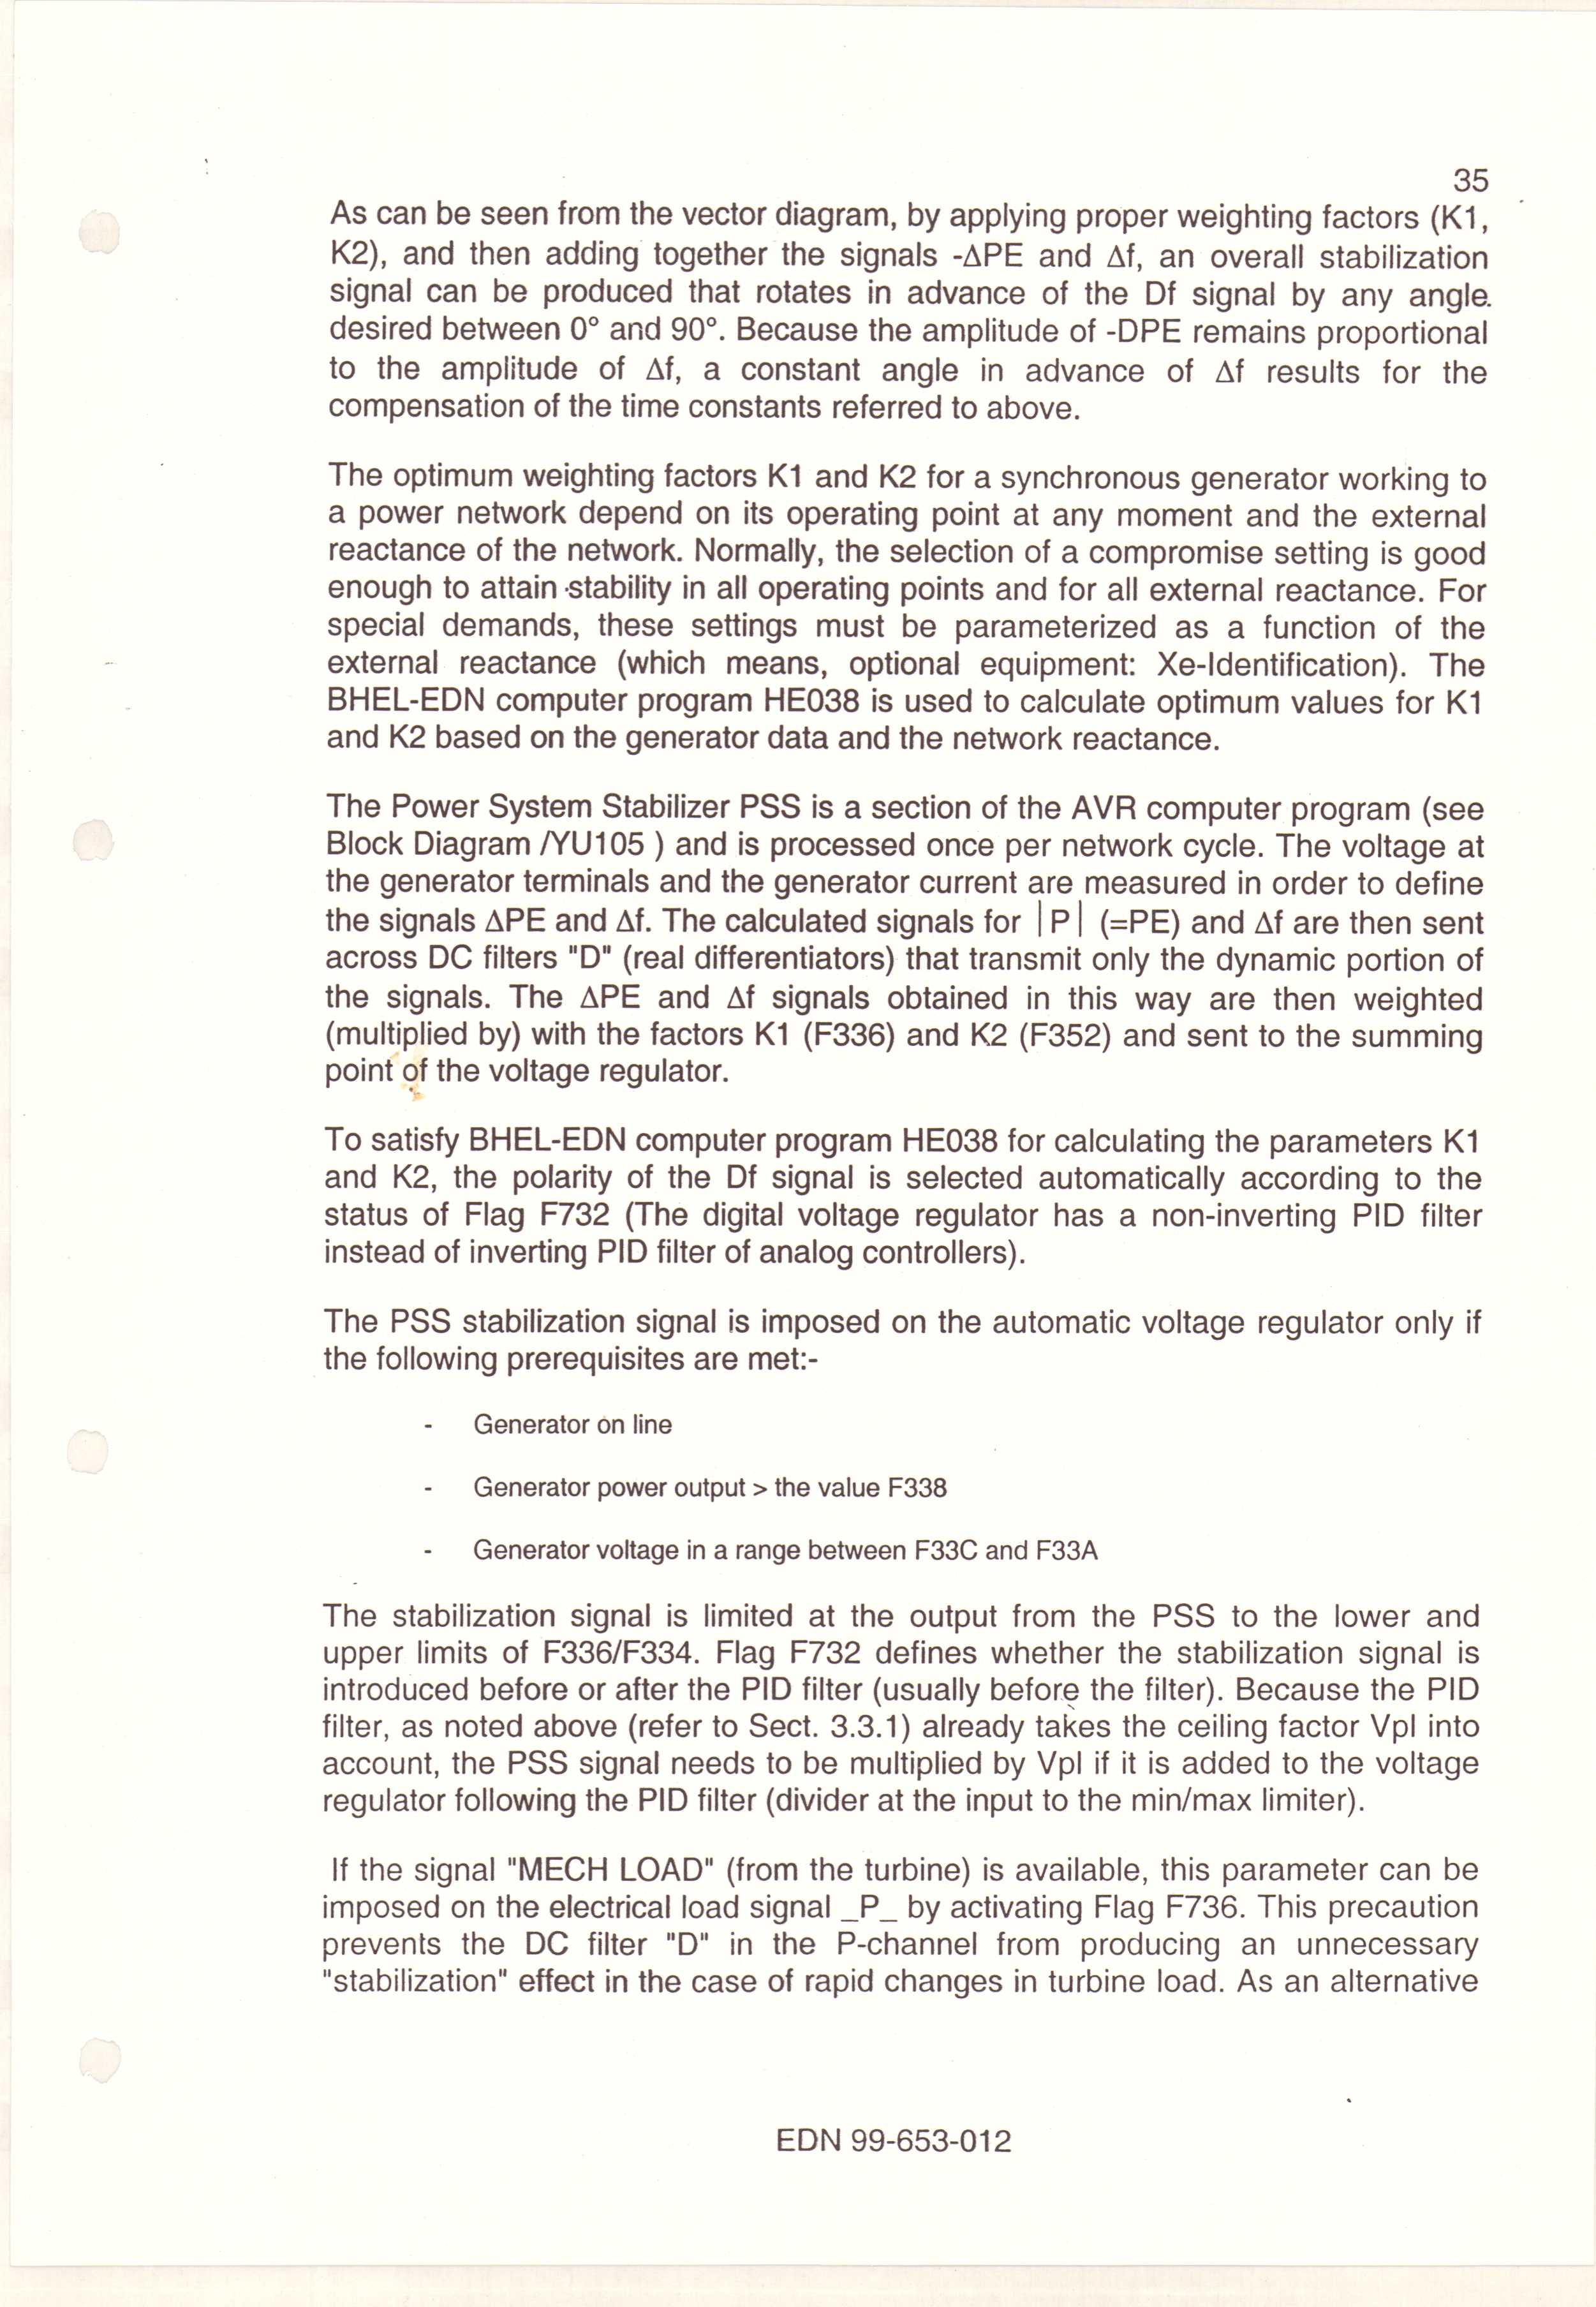 35
As can be seen from the vector diagram, by applying proper weighting factors (K1,
K2), and then adding together the signals -ΔPE and Δf, an overall stabilization
signal can be produced that rotates in advance of the Df signal by any angle.
desired between 0° and 90°. Because the amplitude of -DPE remains proportional
to the amplitude of Δf, a constant angle in advance of Δf results for the
compensation of the time constants referred to above.
The optimum weighting factors K1 and K2 for a synchronous generator working to
a power network depend on its operating point at any moment and the external
reactance of the network. Normally, the selection of a compromise setting is good
enough to attain stability in all operating points and for all external reactance. For
special demands, these settings must be parameterized as a function of the
external reactance (which means, optional equipment: Xe-Identification). The
BHEL-EDN computer program HE038 is used to calculate optimum values for K1
and K2 based on the generator data and the network reactance.
The Power System Stabilizer PSS is a section of the AVR computer program (see
Block Diagram /YU105 ) and is processed once per network cycle. The voltage at
the generator terminals and the generator current are measured in order to define
the signals ΔPE and Δf. The calculated signals for |P| (=PE) and Δf are then sent
across DC filters "D" (real differentiators) that transmit only the dynamic portion of
the signals. The ΔPE and Δf signals obtained in this way are then weighted
(multiplied by) with the factors K1 (F336) and K2 (F352) and sent to the summing
point of the voltage regulator.
To satisfy BHEL-EDN computer program HE038 for calculating the parameters K1
and K2, the polarity of the Df signal is selected automatically according to the
status of Flag F732 (The digital voltage regulator has a non-inverting PID filter
instead of inverting PID filter of analog controllers).
The PSS stabilization signal is imposed on the automatic voltage regulator only if
the following prerequisites are met:-
- Generator on line
- Generator power output > the value F338
- Generator voltage in a range between F33C and F33A
The stabilization signal is limited at the output from the PSS to the lower and
upper limits of F336/F334. Flag F732 defines whether the stabilization signal is
introduced before or after the PID filter (usually before the filter). Because the PID
filter, as noted above (refer to Sect. 3.3.1) already takes the ceiling factor Vpl into
account, the PSS signal needs to be multiplied by Vpl if it is added to the voltage
regulator following the PID filter (divider at the input to the min/max limiter).
If the signal "MECH LOAD" (from the turbine) is available, this parameter can be
imposed on the electrical load signal _P_ by activating Flag F736. This precaution
prevents the DC filter "D" in the P-channel from producing an unnecessary
"stabilization" effect in the case of rapid changes in turbine load. As an alternative
EDN 99-653-012